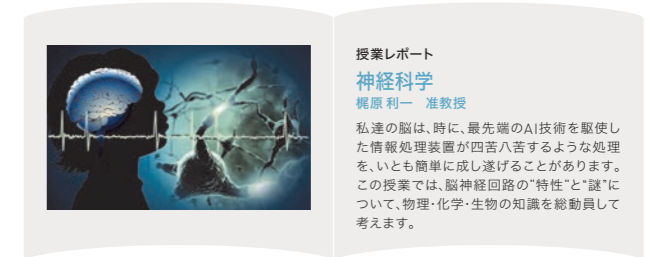 授業レポート
神経科学
梶原 利一　准教授
私達の脳は、時に、最先端のAI技術を駆使し
た情報処理装置が四苦八苦するような処理
を、いとも簡単に成し遂げることがあります。
この授業では、脳神経回路の"特性"と"謎"に
ついて、物理・化学・生物の知識を総動員して
考えます。